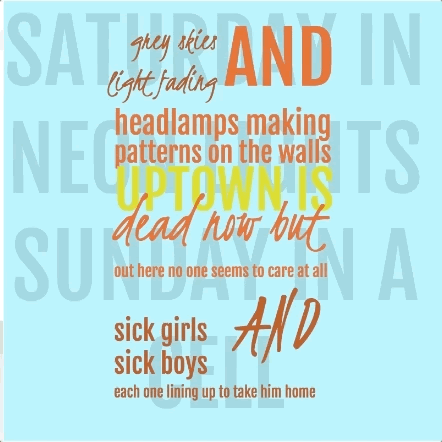 SATURDAY IN
NEON LIGHTS
SUNDAY IN A
CELL
grey skies
light fading
AND
headlamps making
patterns on the walls
UPTOWN IS
dead now but
out here no one seems to care at all
AND
sick girls
sick boys
each one lining up to take him home